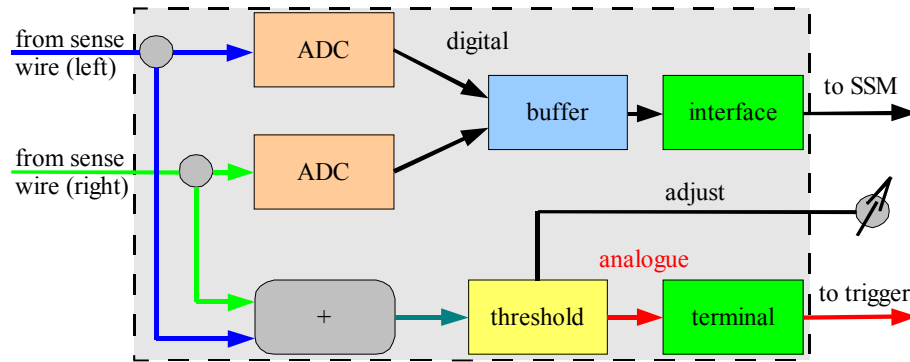 from sense
wire (left)
ADC
digital
buffer
interface
to SSM
from sense
wire (right)
ADC
adjust
analogue
+
threshold
terminal
to trigger